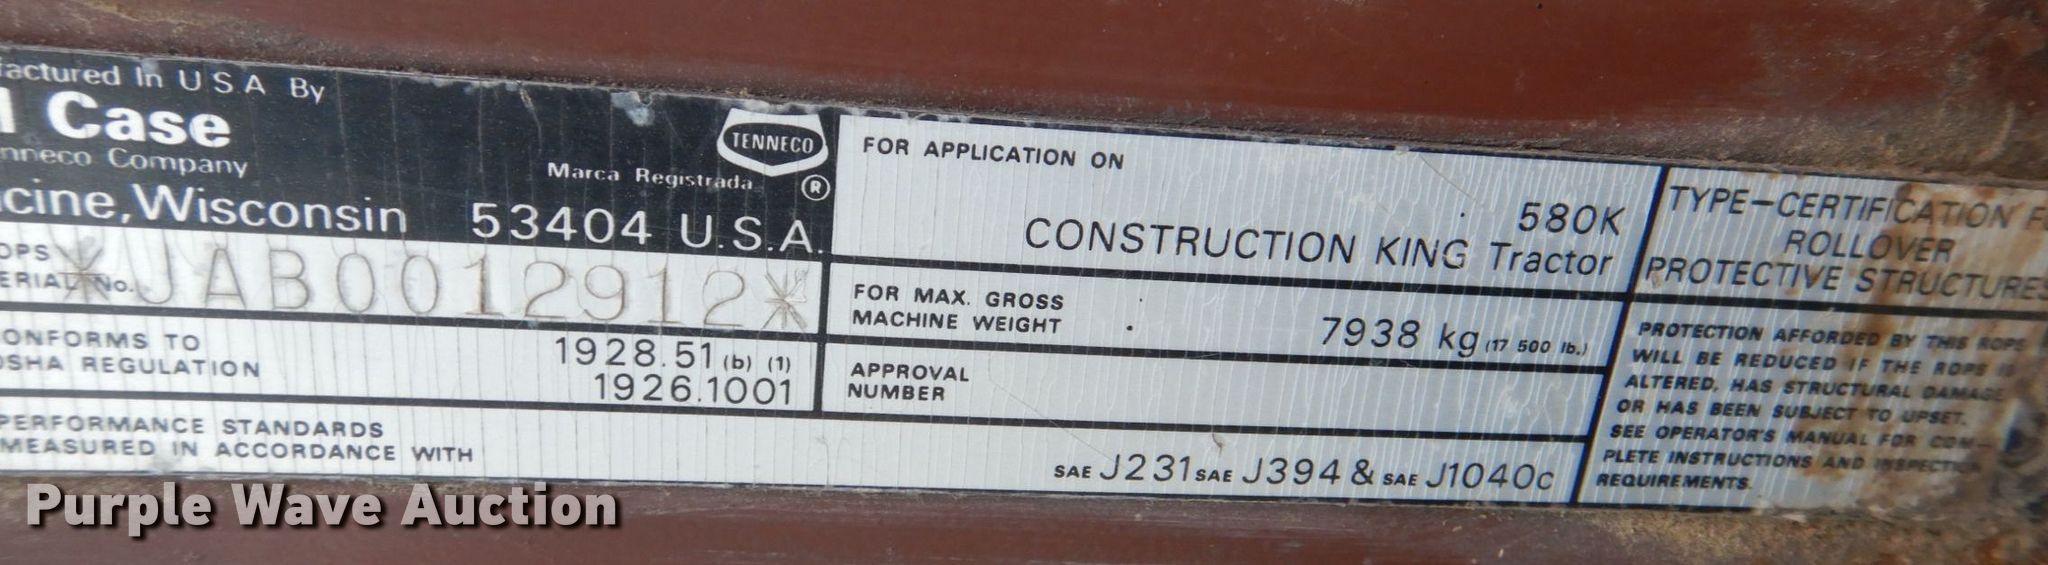 factured In U S A By
Case
nneco Company
cine, Wisconsin 53404 U.S.A.
TENNECO
Marca Registrada ®
OPS
ERIAL No. *JAB0012912*
ONFORMS TO
OSHA REGULATION
1928.51 (b) (1)
1926.1001
PERFORMANCE STANDARDS
MEASURED IN ACCORDANCE WITH
SAE J231 SAE J394 & SAE J1040c
FOR APPLICATION ON
580K
CONSTRUCTION KING Tractor
FOR MAX. GROSS
MACHINE WEIGHT
7938 kg (17 500 lb.)
APPROVAL
NUMBER
TYPE-CERTIFICATION F
ROLLOVER
PROTECTIVE STRUCTURES
PROTECTION AFFORDED BY THIS ROPS
WILL BE REDUCED IF THE ROPS IS
ALTERED, HAS STRUCTURAL DAMAGE
OR HAS BEEN SUBJECT TO UPSET.
SEE OPERATOR'S MANUAL FOR COM-
PLETE INSTRUCTIONS AND INSPECTION
REQUIREMENTS.
Purple Wave Auction